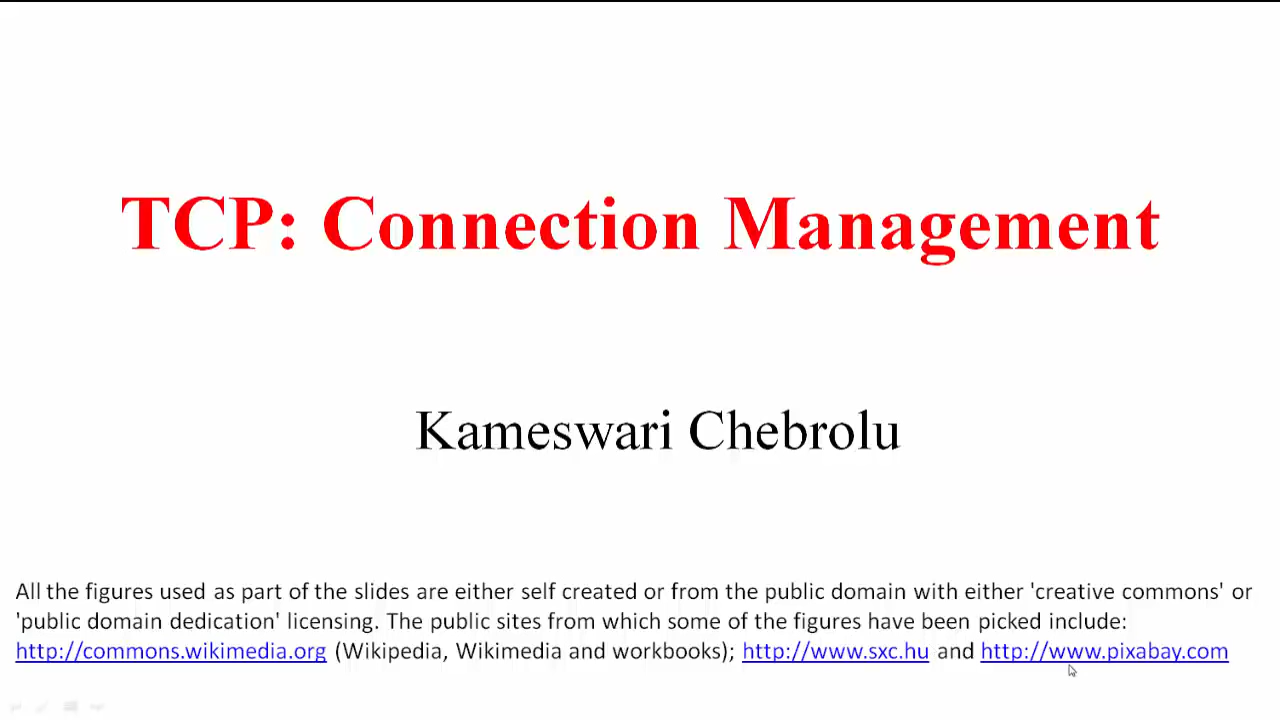 TCP: Connection Management
Kameswari Chebrolu
All the figures used as part of the slides are either self created or from the public domain with either 'creative commons' or
'public domain dedication' licensing. The public sites from which some of the figures have been picked include:
http://commons.wikimedia.org (Wikipedia, Wikimedia and workbooks); http://www.sxc.hu and http://www.pixabay.com